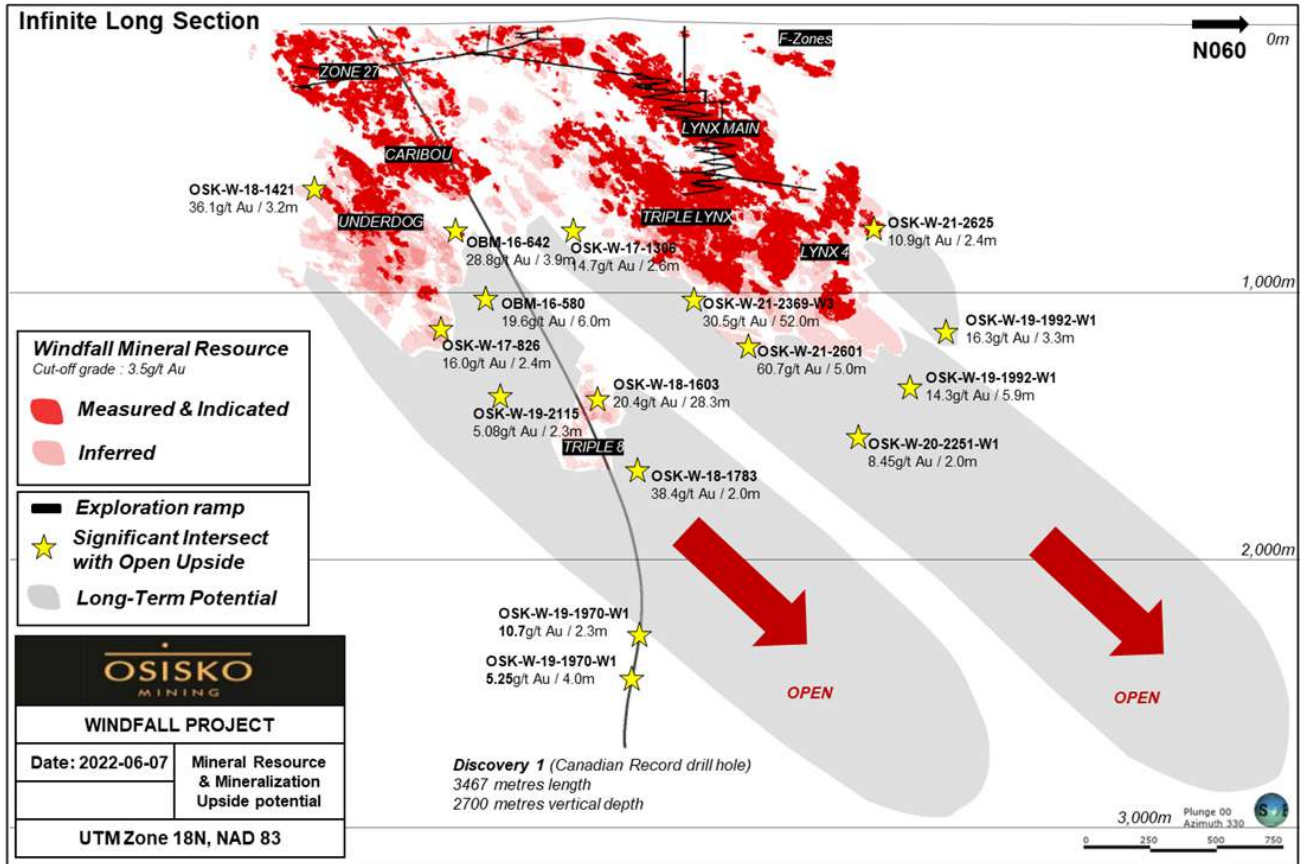 Infinite Long Section
N060
0m
F-Zones
ZONE 27
LYNX MAIN
CARIBOU
OSK-W-18-1421
36.1g/t Au / 3.2m
UNDERDOG
TRIPLE LYNX
OSK-W-21-2625
10.9g/t Au / 2.4m
OBM-16-642
28.8g/t Au / 3.9m
OSK-W-17-1306
14.7g/t Au / 2.6m
LYNX 4
1,000m
OBM-16-580
19.6g/t Au / 6.0m
OSK-W-21-2369-W3
30.5g/t Au / 52.0m
OSK-W-19-1992-W1
16.3g/t Au / 3.3m
OSK-W-17-826
16.0g/t Au / 2.4m
OSK-W-21-2601
60.7g/t Au / 5.0m
OSK-W-19-1992-W1
14.3g/t Au / 5.9m
OSK-W-18-1603
20.4g/t Au / 28.3m
OSK-W-19-2115
5.08g/t Au / 2.3m
OSK-W-20-2251-W1
8.45g/t Au / 2.0m
TRIPLE 8
OSK-W-18-1783
38.4g/t Au / 2.0m
2,000m
OSK-W-19-1970-W1
10.7g/t Au / 2.3m
OSK-W-19-1970-W1
5.25g/t Au / 4.0m
OPEN
OPEN
Discovery 1 (Canadian Record drill hole)
3467 metres length
2700 metres vertical depth
3,000m
Plunge 00
Azimuth 330
0 250 500 750
Windfall Mineral Resource
Cut-off grade : 3.5g/t Au
Measured & Indicated
Inferred
Exploration ramp
Significant Intersect
with Open Upside
Long-Term Potential
OSISKO
MINING
WINDFALL PROJECT
Date: 2022-06-07
Mineral Resource
& Mineralization
Upside potential
UTM Zone 18N, NAD 83